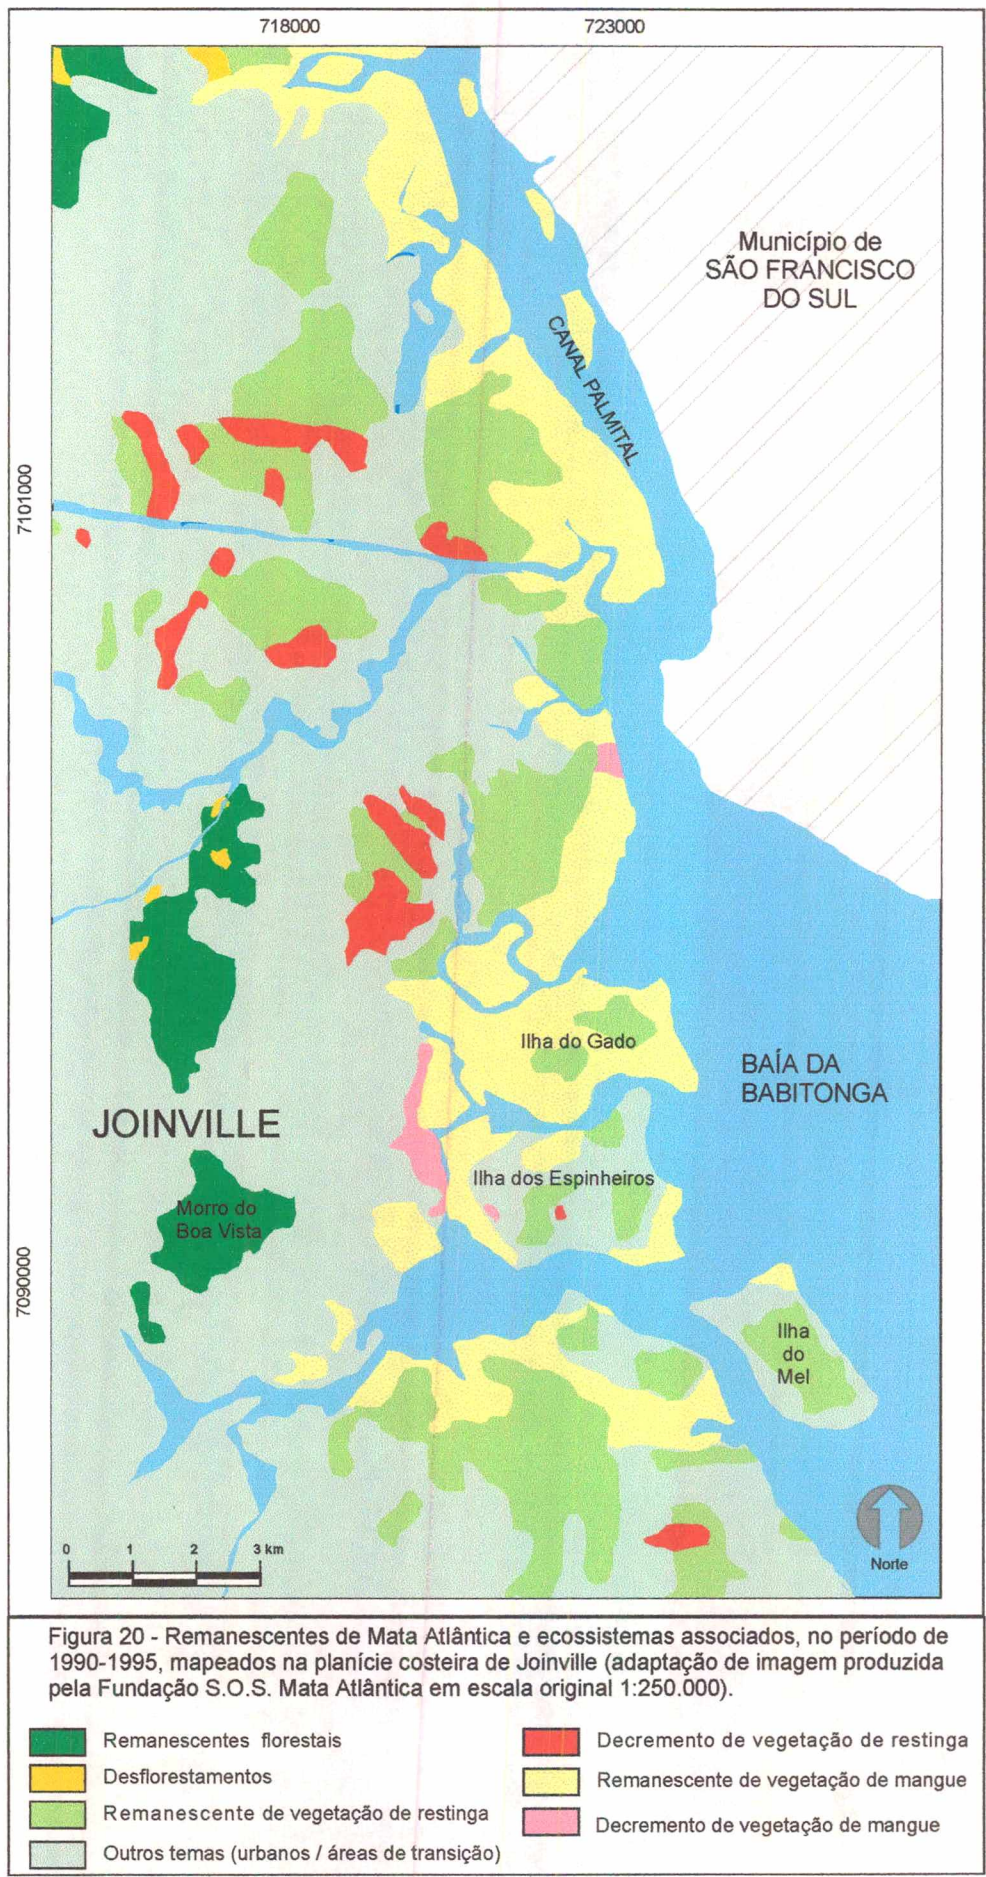 718000
723000
Município de
SÃO FRANCISCO
DO SUL
CANAL PALMITAL
7101000
Ilha do Gado
BAÍA DA
BABITONGA
JOINVILLE
Ilha dos Espinheiros
Morro do
Boa Vista
7090000
Ilha
do
Mel
0 1 2 3 km
Norte
Figura 20 - Remanescentes de Mata Atlântica e ecossistemas associados, no período de
1990-1995, mapeados na planície costeira de Joinville (adaptação de imagem produzida
pela Fundação S.O.S. Mata Atlântica em escala original 1:250.000).
Remanescentes florestais
Desflorestamentos
Remanescente de vegetação de restinga
Outros temas (urbanos / áreas de transição)
Decremento de vegetação de restinga
Remanescente de vegetação de mangue
Decremento de vegetação de mangue